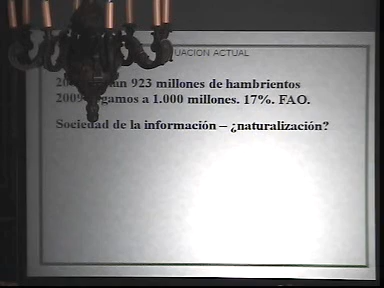 UACION ACTUAL
923 millones de hambrientos
gamos a 1.000 millones. 17%. FAO.
Sociedad de la información – ¿naturalización?